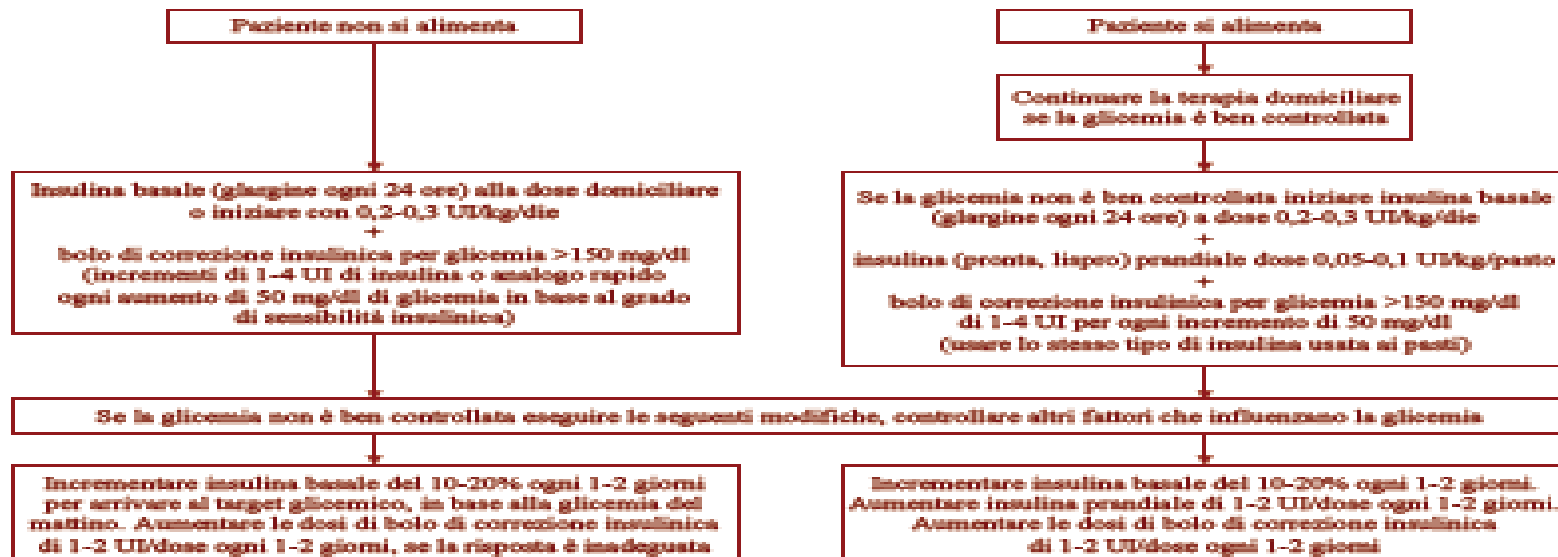 Paziente non si alimenta
Paziente si alimenta
Continuare la terapia domiciliare
se la glicemia è ben controllata
Insulina basale (glargine ogni 24 ore) alla dose domiciliare
o iniziare con 0,2-0,3 UI/kg/die
+
bolo di correzione insulinica per glicemia >150 mg/dl
(incrementi di 1-4 UI di insulina o analogo rapido
ogni aumento di 50 mg/dl di glicemia in base al grado
di sensibilità insulinica)
Se la glicemia non è ben controllata iniziare insulina basale
(glargine ogni 24 ore) a dose 0,2-0,3 UI/kg/die
+
insulina (pronta, lispro) prandiale dose 0,05-0,1 UI/kg/pasto
+
bolo di correzione insulinica per glicemia >150 mg/dl
di 1-4 UI per ogni incremento di 50 mg/dl
(usare lo stesso tipo di insulina usata ai pasti)
Se la glicemia non è ben controllata eseguire le seguenti modifiche, controllare altri fattori che influenzano la glicemia
Incrementare insulina basale del 10-20% ogni 1-2 giorni
per arrivare al target glicemico, in base alla glicemia del
mattino. Aumentare le dosi di bolo di correzione insulinica
di 1-2 UI/dose ogni 1-2 giorni, se la risposta è inadeguata
Incrementare insulina basale del 10-20% ogni 1-2 giorni.
Aumentare insulina prandiale di 1-2 UI/dose ogni 1-2 giorni.
Aumentare le dosi di bolo di correzione insulinica
di 1-2 UI/dose ogni 1-2 giorni